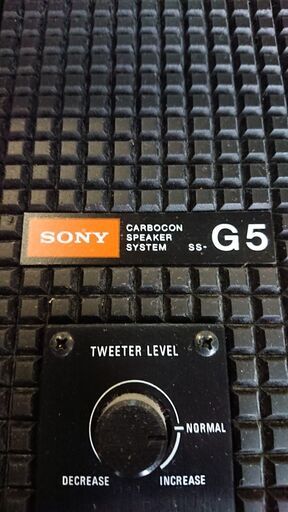 SONY
CARBOCON
SPEAKER
SYSTEM SS-G5
TWEETER LEVEL
NORMAL
DECREASE INCREASE